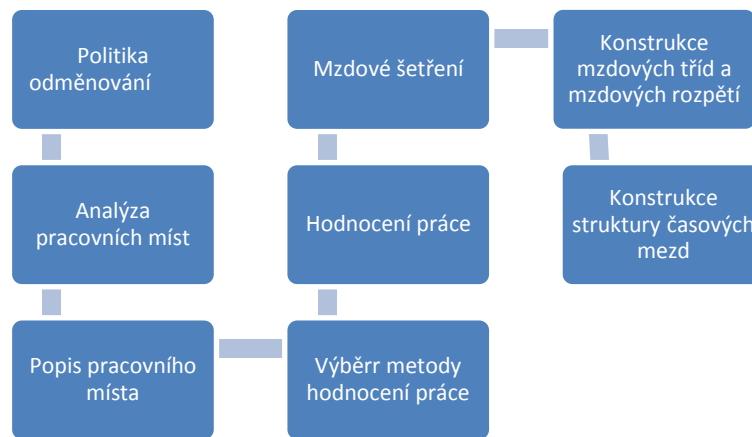 Politika
odměnování
Analýza
pracovních míst
Popis pracovního
místa
Výběrr metody
hodnocení práce
Hodnocení práce
Mzdové šetření
Konstrukce
mzdových tříd a
mzdových rozpětí
Konstrukce
struktury časových
mezd